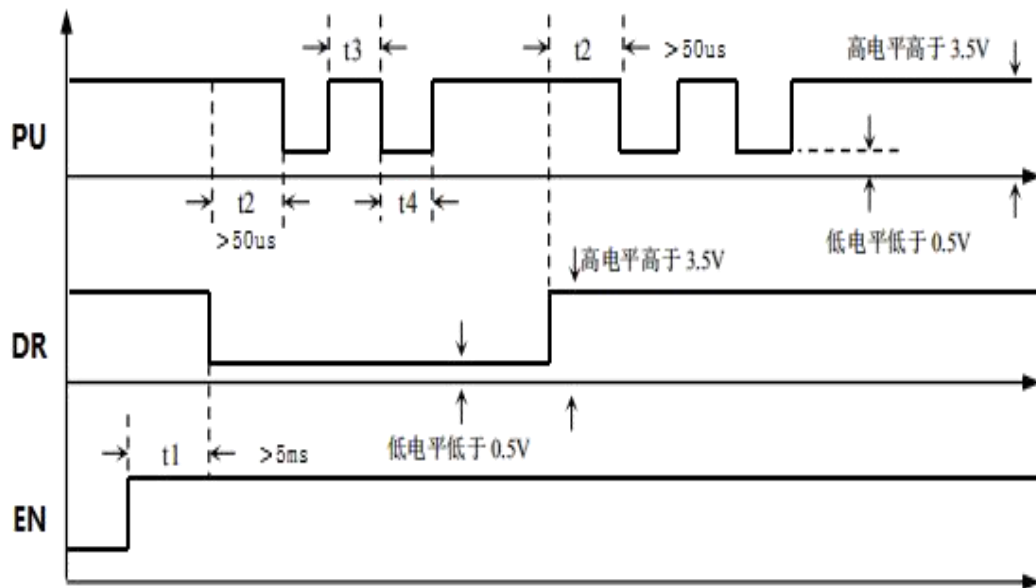 t3
t2
>50us
高电平高于 3.5V
PU
t2
t4
>50us
低电平低于 0.5V
高电平高于 3.5V
DR
低电平低于 0.5V
t1
>5ms
EN